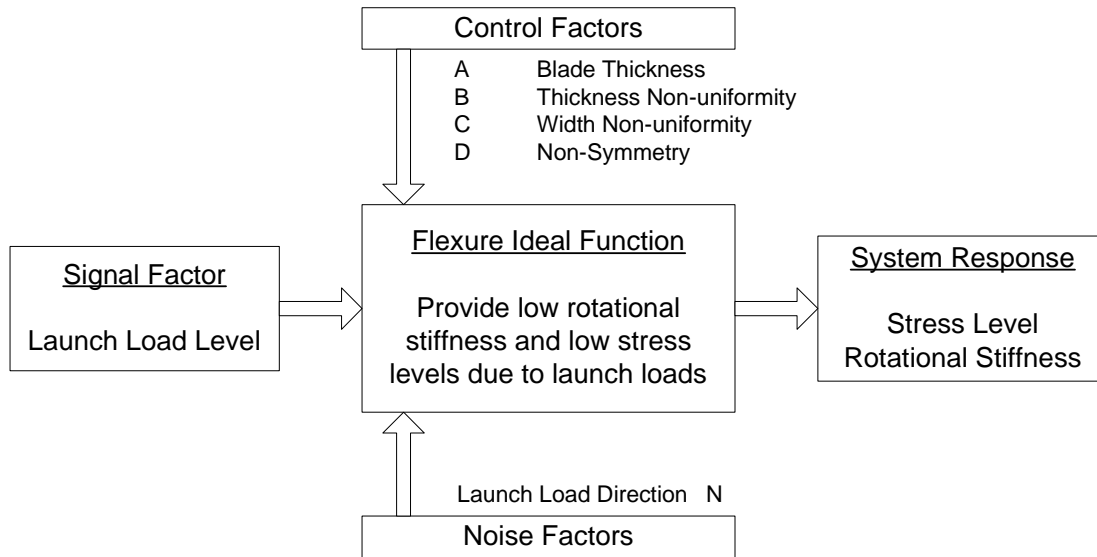 Control Factors
A Blade Thickness
B Thickness Non-uniformity
C Width Non-uniformity
D Non-Symmetry
Signal Factor
Launch Load Level
Flexure Ideal Function
Provide low rotational
stiffness and low stress
levels due to launch loads
System Response
Stress Level
Rotational Stiffness
Launch Load Direction N
Noise Factors